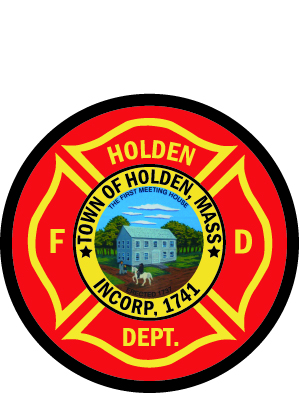 HOLDEN
F D
DEPT.
★TOWN OF HOLDEN, MASS★
INCORP, 1741
THE FIRST MEETING HOUSE